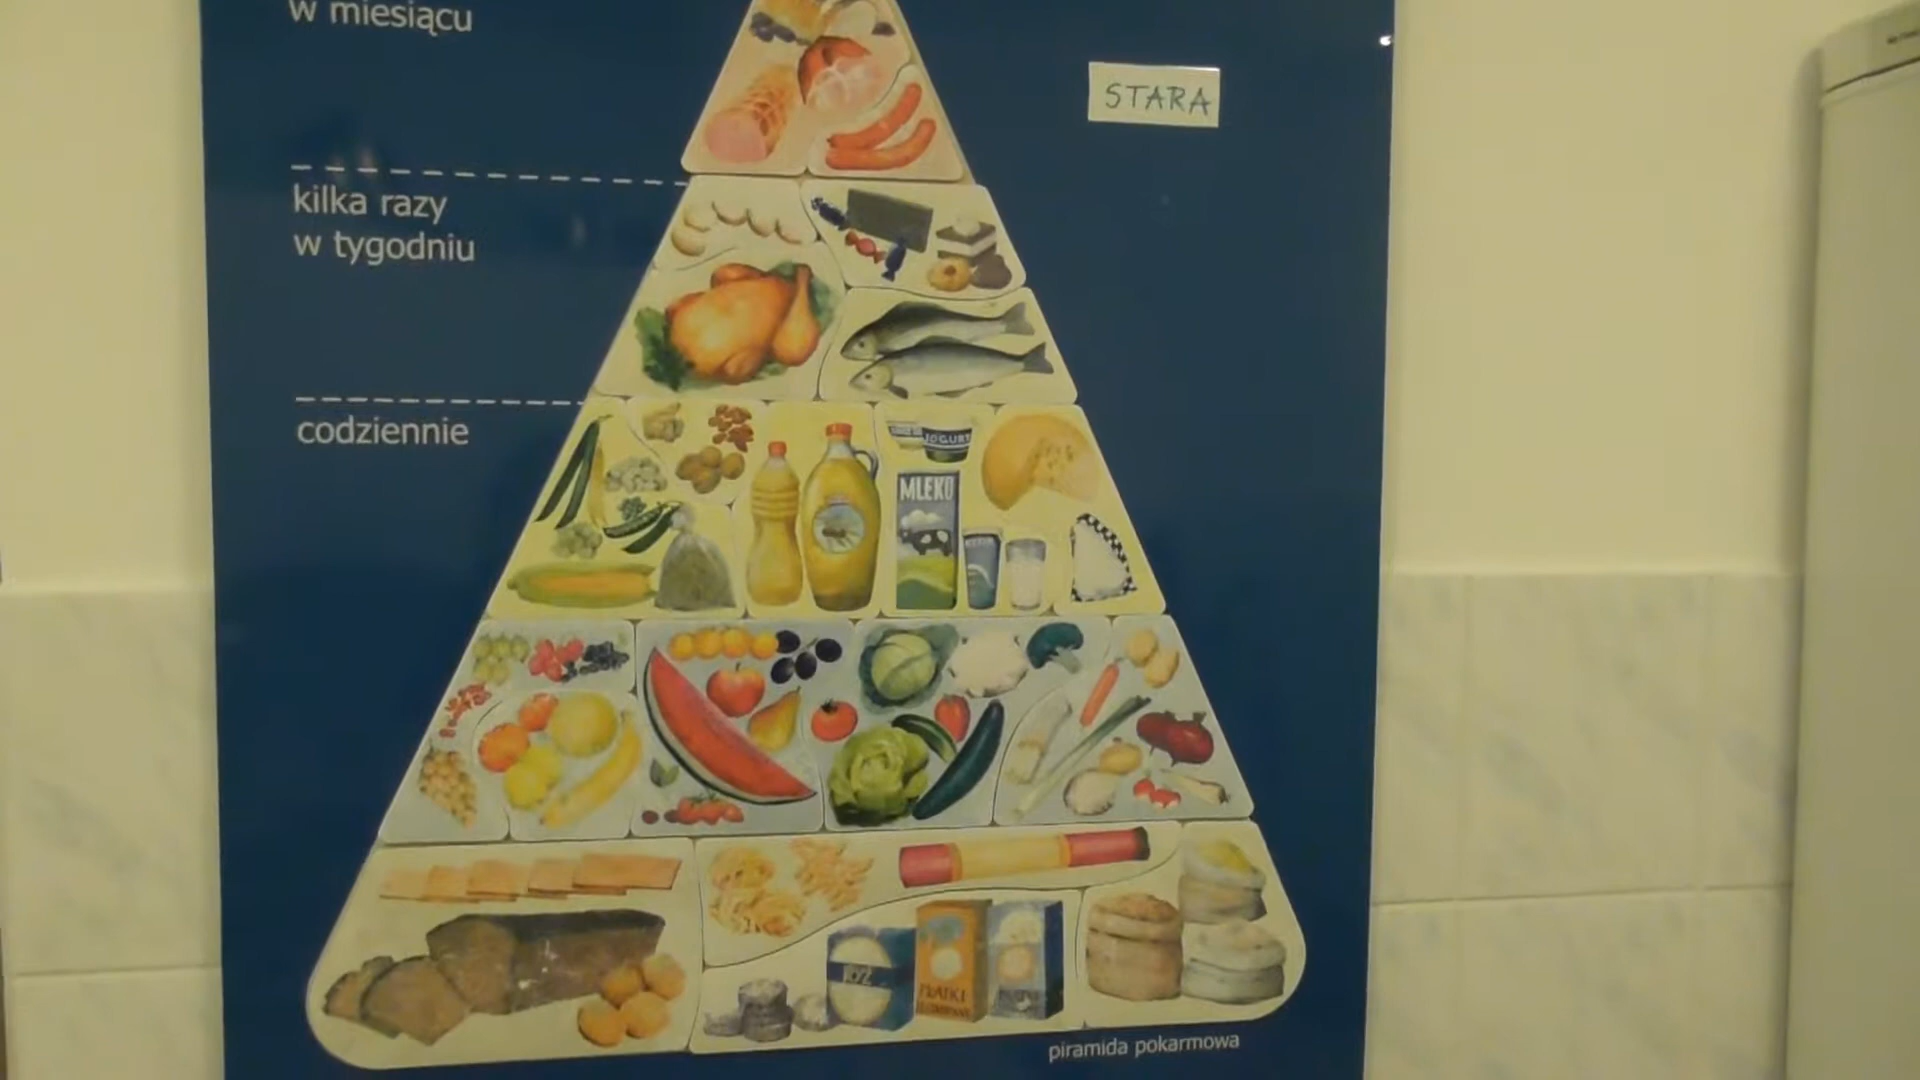 w miesiącu
STARA
kilka razy
w tygodniu
codziennie
JOGURT
MLEKO
RYŻ
PŁATKI
piramida pokarmowa